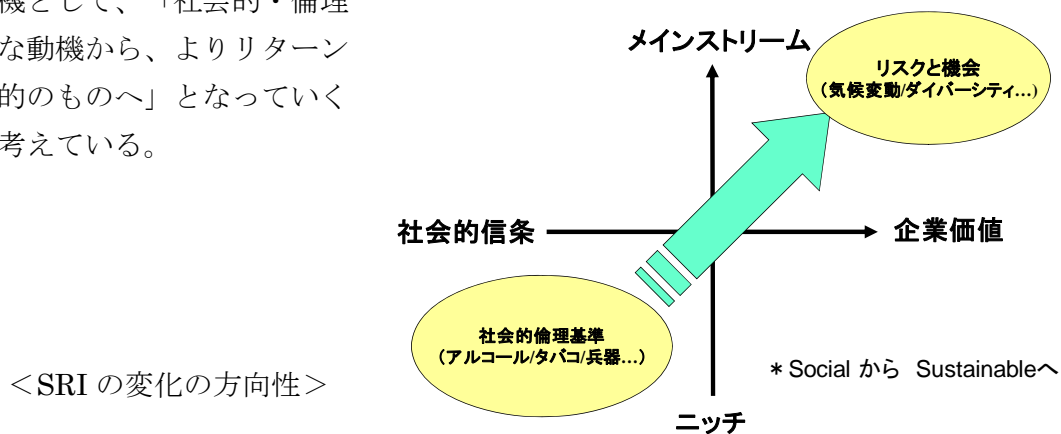 機として、「社会的・倫理
な動機から、よりリターン
的のものへ」となっていく
考えている。
メインストリーム
リスクと機会
（気候変動/ダイバーシティ...）
社会的信条
企業価値
社会的倫理基準
（アルコール/タバコ/兵器...）
＊Social から Sustainableへ
＜SRI の変化の方向性＞
ニッチ